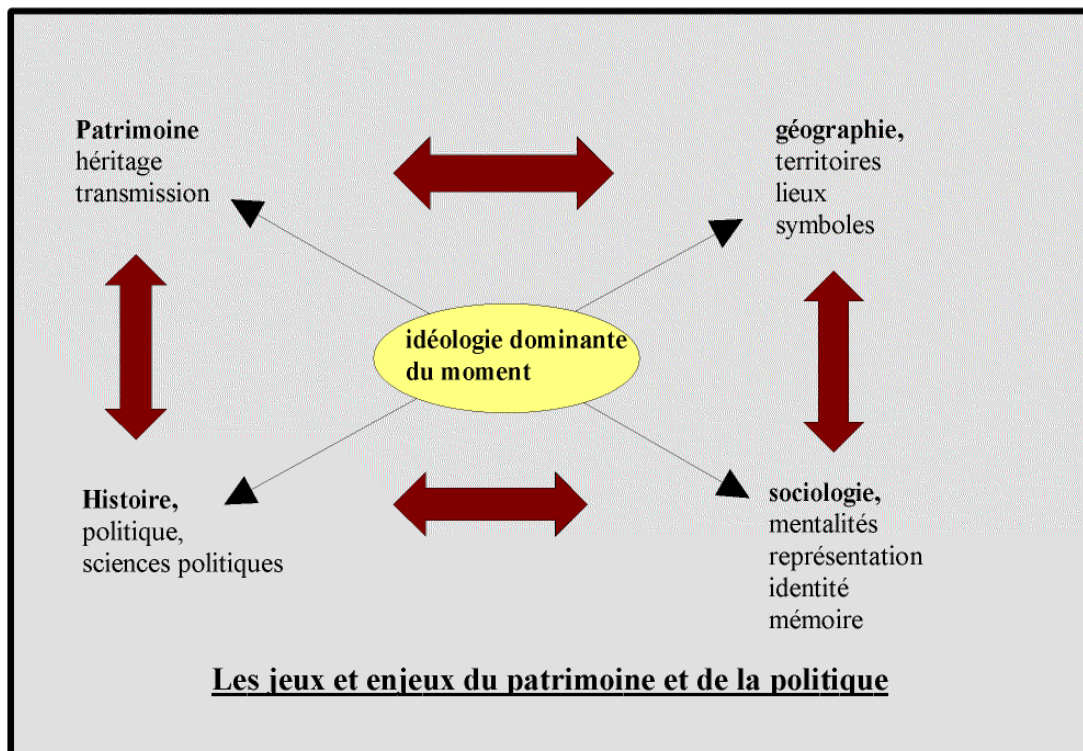 Patrimoine
héritage
transmission
géographie,
territoires
lieux
symboles
idéologie dominante
du moment
Histoire,
politique,
sciences politiques
sociologie,
mentalités
représentation
identité
mémoire
Les jeux et enjeux du patrimoine et de la politique